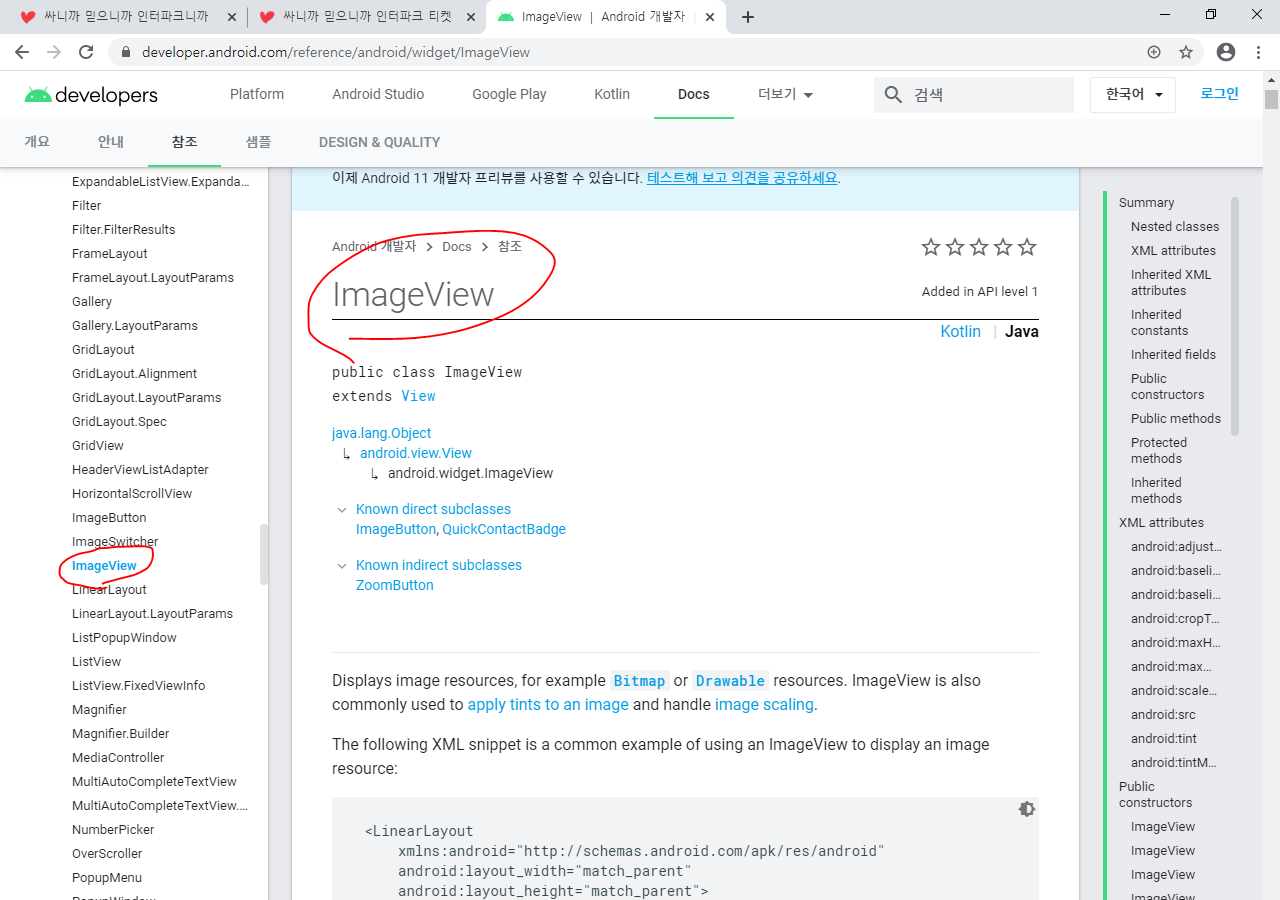 싸니까 믿으니까 인터파크니까
싸니까 믿으니까 인터파크 티켓
ImageView | Android 개발자
developer.android.com/reference/android/widget/ImageView
developers
Platform
Android Studio
Google Play
Kotlin
Docs
더보기
검색
한국어
로그인
개요
안내
참조
샘플
DESIGN & QUALITY
ExpandableListView.Expanda...
Filter
Filter.FilterResults
FrameLayout
FrameLayout.LayoutParams
Gallery
Gallery.LayoutParams
GridLayout
GridLayout.Alignment
GridLayout.LayoutParams
GridLayout.Spec
GridView
HeaderViewListAdapter
HorizontalScrollView
ImageButton
ImageSwitcher
ImageView
LinearLayout
LinearLayout.LayoutParams
ListPopupWindow
ListView
ListView.FixedViewInfo
Magnifier
Magnifier.Builder
MediaController
MultiAutoCompleteTextView
MultiAutoCompleteTextView....
NumberPicker
OverScroller
PopupMenu
PopupWindow
이제 Android 11 개발자 프리뷰를 사용할 수 있습니다. 테스트해 보고 의견을 공유하세요.
Android 개발자 > Docs > 참조
ImageView
Added in API level 1
Kotlin | Java
public class ImageView
extends View
java.lang.Object
↳ android.view.View
↳ android.widget.ImageView
Known direct subclasses
ImageButton, QuickContactBadge
Known indirect subclasses
ZoomButton
Displays image resources, for example Bitmap or Drawable resources. ImageView is also
commonly used to apply tints to an image and handle image scaling.
The following XML snippet is a common example of using an ImageView to display an image
resource:
<LinearLayout
xmlns:android="http://schemas.android.com/apk/res/android"
android:layout_width="match_parent"
android:layout_height="match_parent">
Summary
Nested classes
XML attributes
Inherited XML
attributes
Inherited
constants
Inherited fields
Public
constructors
Public methods
Protected
methods
Inherited
methods
XML attributes
android:adjust...
android:baseli...
android:baseli...
android:cropT...
android:maxH...
android:max...
android:scale...
android:src
android:tint
android:tintM...
Public
constructors
ImageView
ImageView
ImageView
ImageView